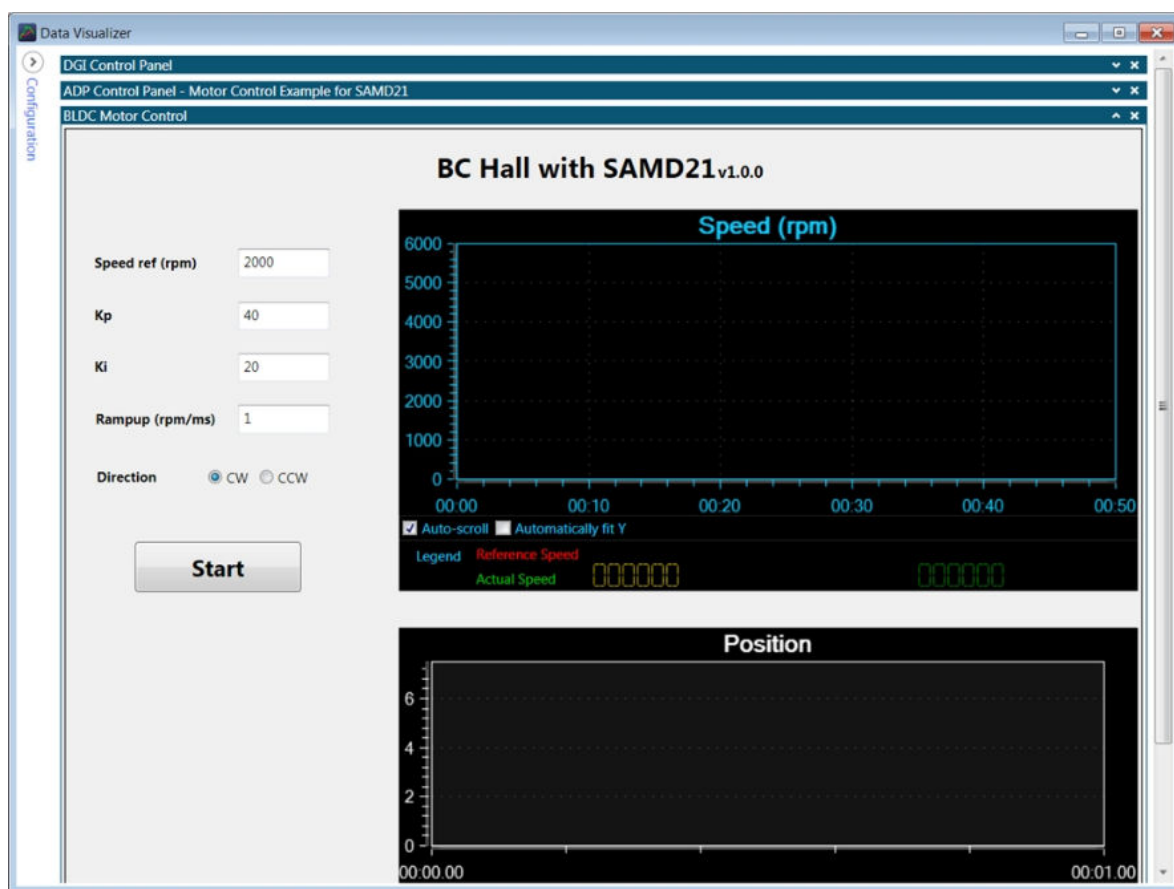 Data Visualizer
Configuration
DGI Control Panel
ADP Control Panel - Motor Control Example for SAMD21
BLDC Motor Control
BC Hall with SAMD21 v1.0.0
Speed ref (rpm) 2000
Kp 40
Ki 20
Rampup (rpm/ms) 1
Direction CW CCW
Start
Speed (rpm)
6000
5000
4000
3000
2000
1000
0
00:00 00:10 00:20 00:30 00:40 00:50
Auto-scroll Automatically fit Y
Legend Reference Speed
Actual Speed 000000 000000
Position
6
4
2
0
00:00.00 00:01.00